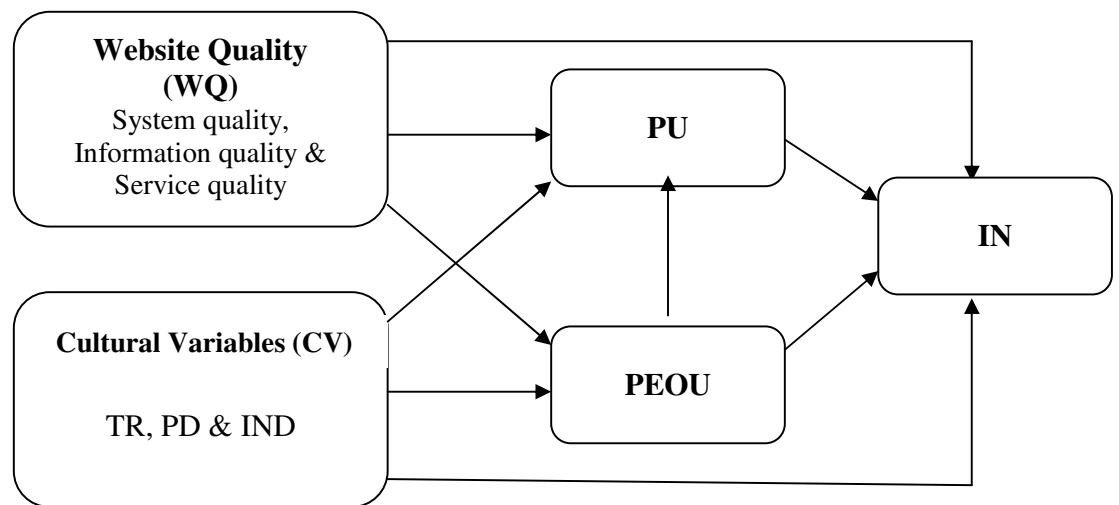 Website Quality
(WQ)
System quality,
Information quality &
Service quality
PU
IN
Cultural Variables (CV)
TR, PD & IND
PEOU